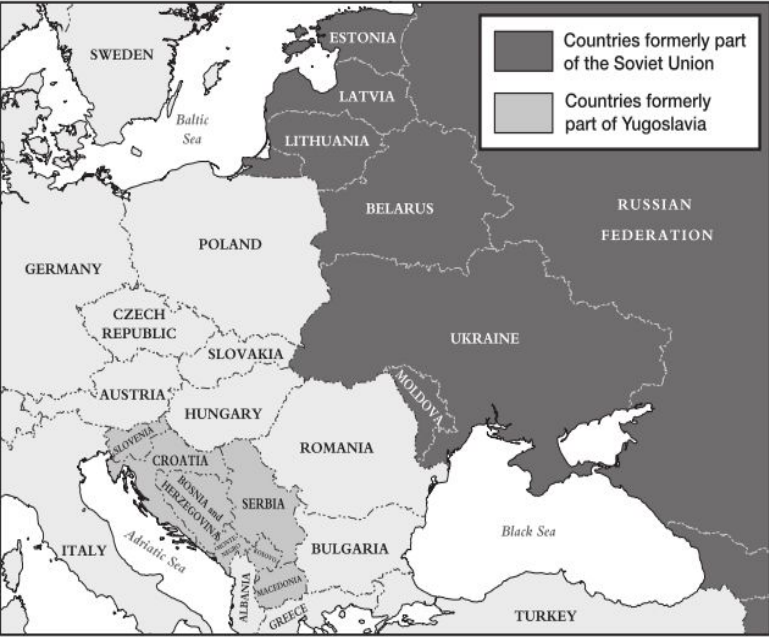 Countries formerly part
of the Soviet Union
Countries formerly
part of Yugoslavia
SWEDEN
ESTONIA
LATVIA
Baltic
Sea
LITHUANIA
BELARUS
RUSSIAN
FEDERATION
POLAND
GERMANY
CZECH
REPUBLIC
SLOVAKIA
UKRAINE
AUSTRIA
HUNGARY
MOLDOVA
ROMANIA
SLOVENIA
CROATIA
BOSNIA and
HERZEGOVINA
SERBIA
MONTE-
NEGRO
KOSOVO
ITALY
Adriatic Sea
BULGARIA
Black Sea
MACEDONIA
ALBANIA
GREECE
TURKEY